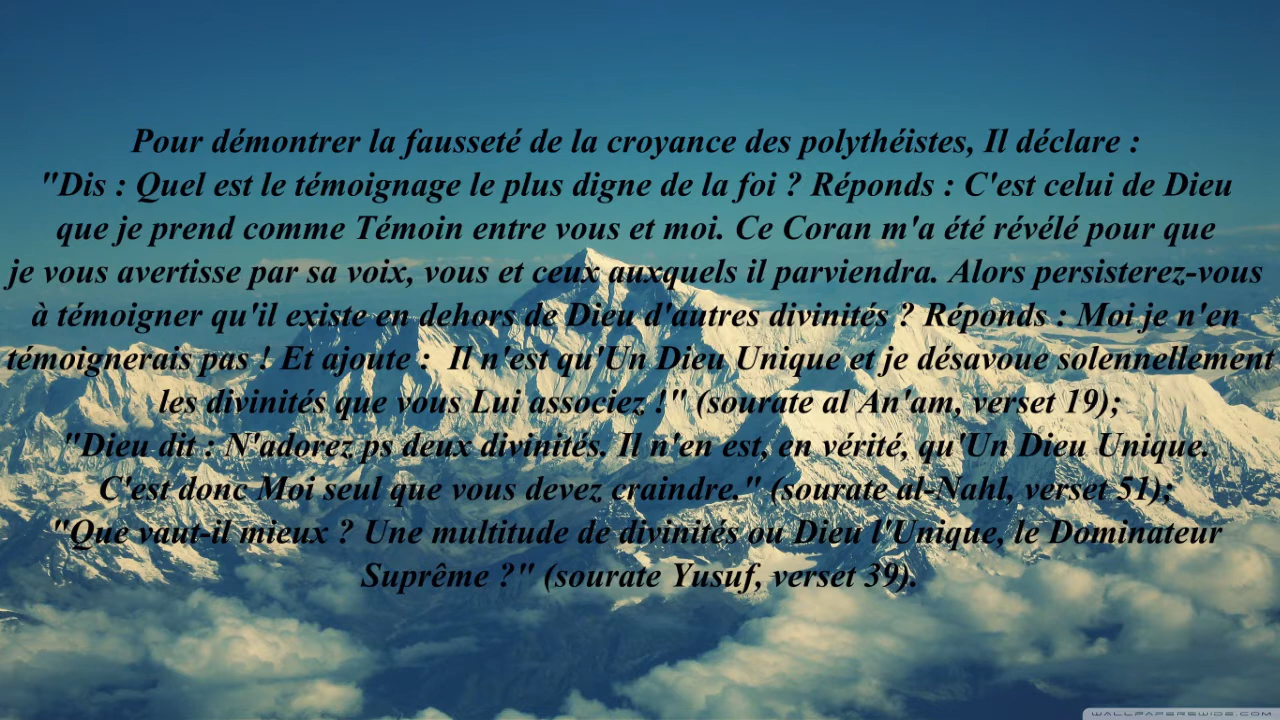 Pour démontrer la fausseté de la croyance des polythéistes, Il déclare :
"Dis : Quel est le témoignage le plus digne de la foi ? Réponds : C'est celui de Dieu
que je prend comme Témoin entre vous et moi. Ce Coran m'a été révélé pour que
je vous avertisse par sa voix, vous et ceux auxquels il parviendra. Alors persisterez-vous
à témoigner qu'il existe en dehors de Dieu d'autres divinités ? Réponds : Moi je n'en
témoignerais pas ! Et ajoute :  Il n'est qu'Un Dieu Unique et je désavoue solennellement
les divinités que vous Lui associez !" (sourate al An'am, verset 19);
"Dieu dit : N'adorez ps deux divinités. Il n'en est, en vérité, qu'Un Dieu Unique.
C'est donc Moi seul que vous devez craindre." (sourate al-Nahl, verset 51);
"Que vaut-il mieux ? Une multitude de divinités ou Dieu l'Unique, le Dominateur
Suprême ?" (sourate Yusuf, verset 39).
WALLPAPERSWIDE.COM